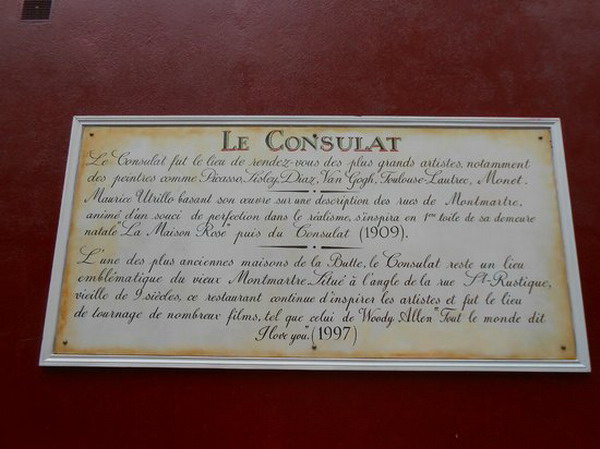 LE CONSULAT
Le Consulat fut le lieu de rendez-vous des plus grands artistes, notamment
des peintres comme Picasso, Sisley, Diaz, Van Gogh, Toulouse-Lautrec, Monet.
Maurice Utrillo basant son œuvre sur une description des rues de Montmartre,
animé d'un souci de perfection dans le réalisme, s'inspira en 1ère toile de sa demeure
natale "La Maison Rose" puis du Consulat (1909).
L'une des plus anciennes maisons de la Butte, le Consulat reste un lieu
emblématique du vieux Montmartre. Situé à l'angle de la rue St-Rustique,
vieille de 9 siècles, ce restaurant continue d'inspirer les artistes et fut le lieu
de tournage de nombreux films, tel que celui de Woody Allen "Tout le monde dit
I love you". (1997)